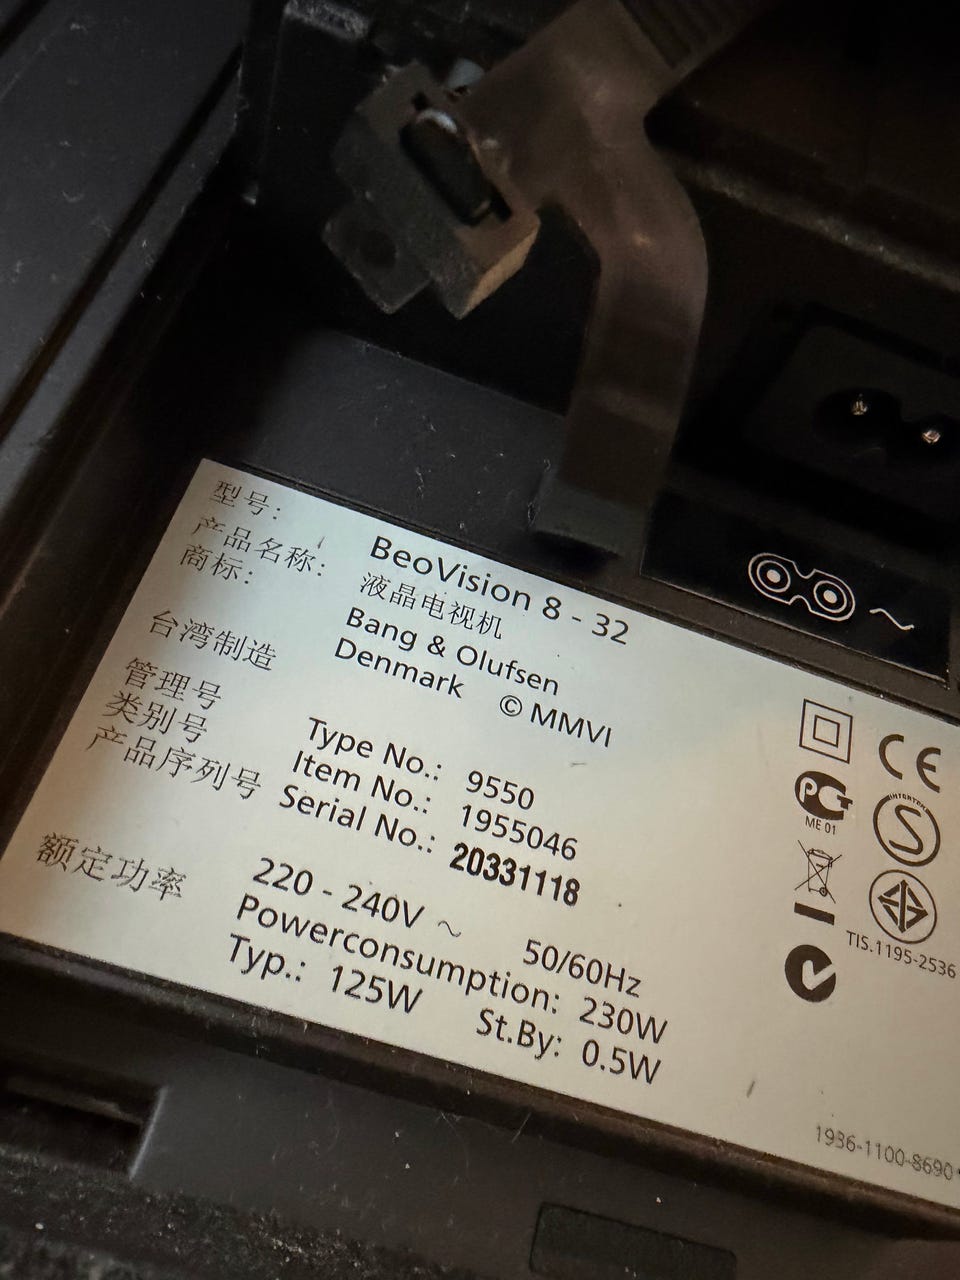 型号: BeoVision 8 - 32
产品名称: 液晶电视机
商标: Bang & Olufsen
Denmark © MMVI
台湾制造
管理号 Type No.: 9550
类别号 Item No.: 1955046
产品序列号 Serial No.: 20331118
额定功率 220 - 240V ~ 50/60Hz
Powerconsumption: 230W
Typ.: 125W St.By: 0.5W
CE
PG
ME 01
INTERTEK
S
TIS.1195-2536
1936-1100-8690